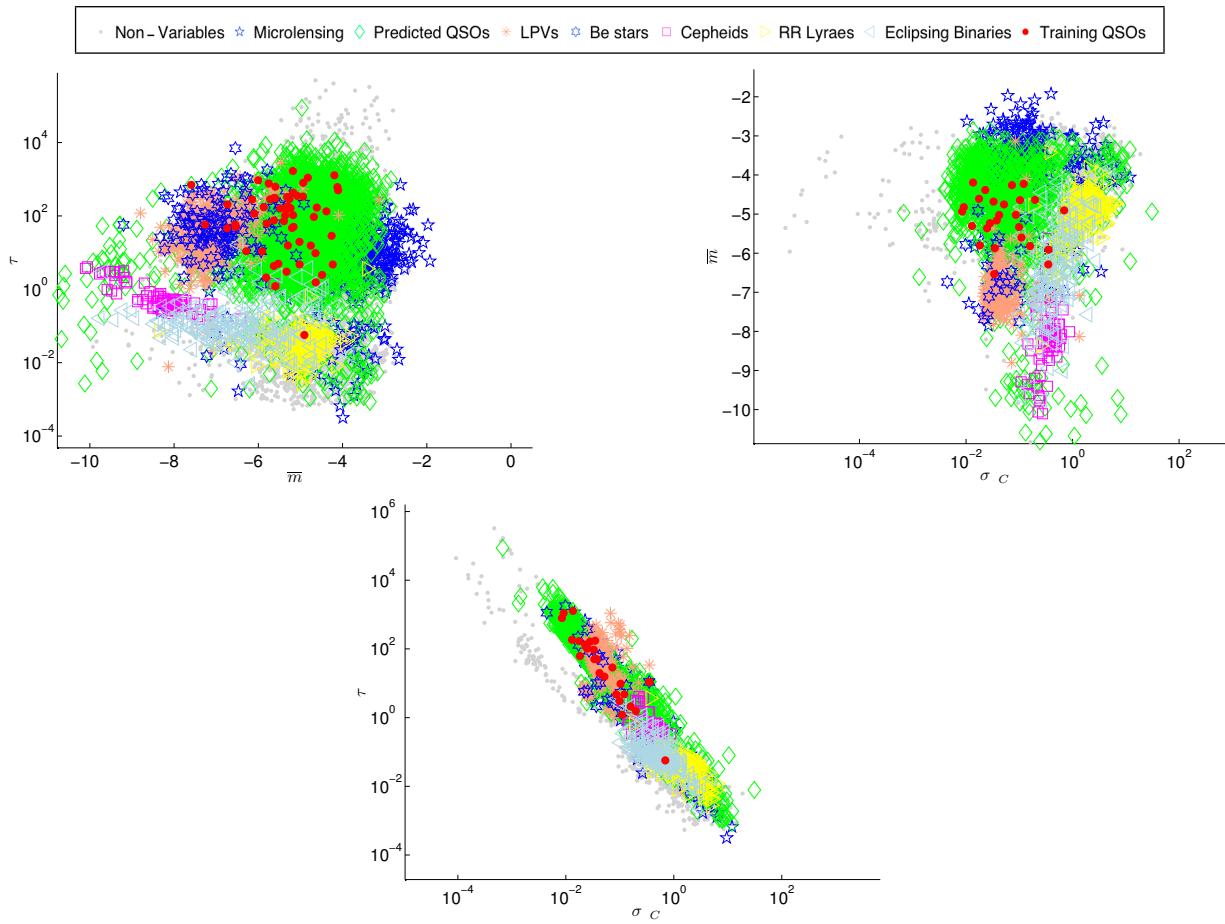 Non−Variables Microlensing Predicted QSOs LPVs Be stars Cepheids RR Lyraes Eclipsing Binaries Training QSOs
10^4
10^2
10^0
10^−2
10^−4
τ
−10 −8 −6 −4 −2 0
m̅
−2
−3
−4
−5
−6
−7
−8
−9
−10
m̅
10^−4 10^−2 10^0 10^2
σ_C
10^6
10^4
10^2
10^0
10^−2
10^−4
τ
10^−4 10^−2 10^0 10^2
σ_C